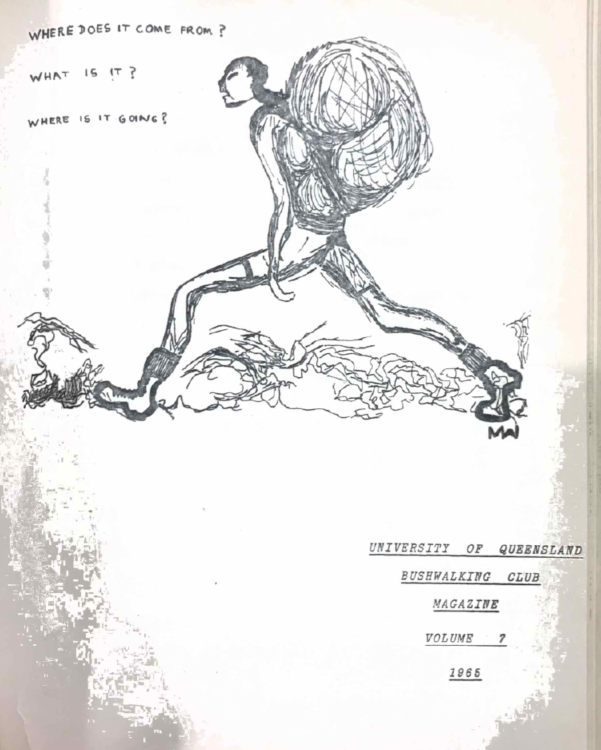 WHERE DOES IT COME FROM?
WHAT IS IT?
WHERE IS IT GOING?
MW
UNIVERSITY OF QUEENSLAND
BUSHWALKING CLUB
MAGAZINE
VOLUME 7
1965